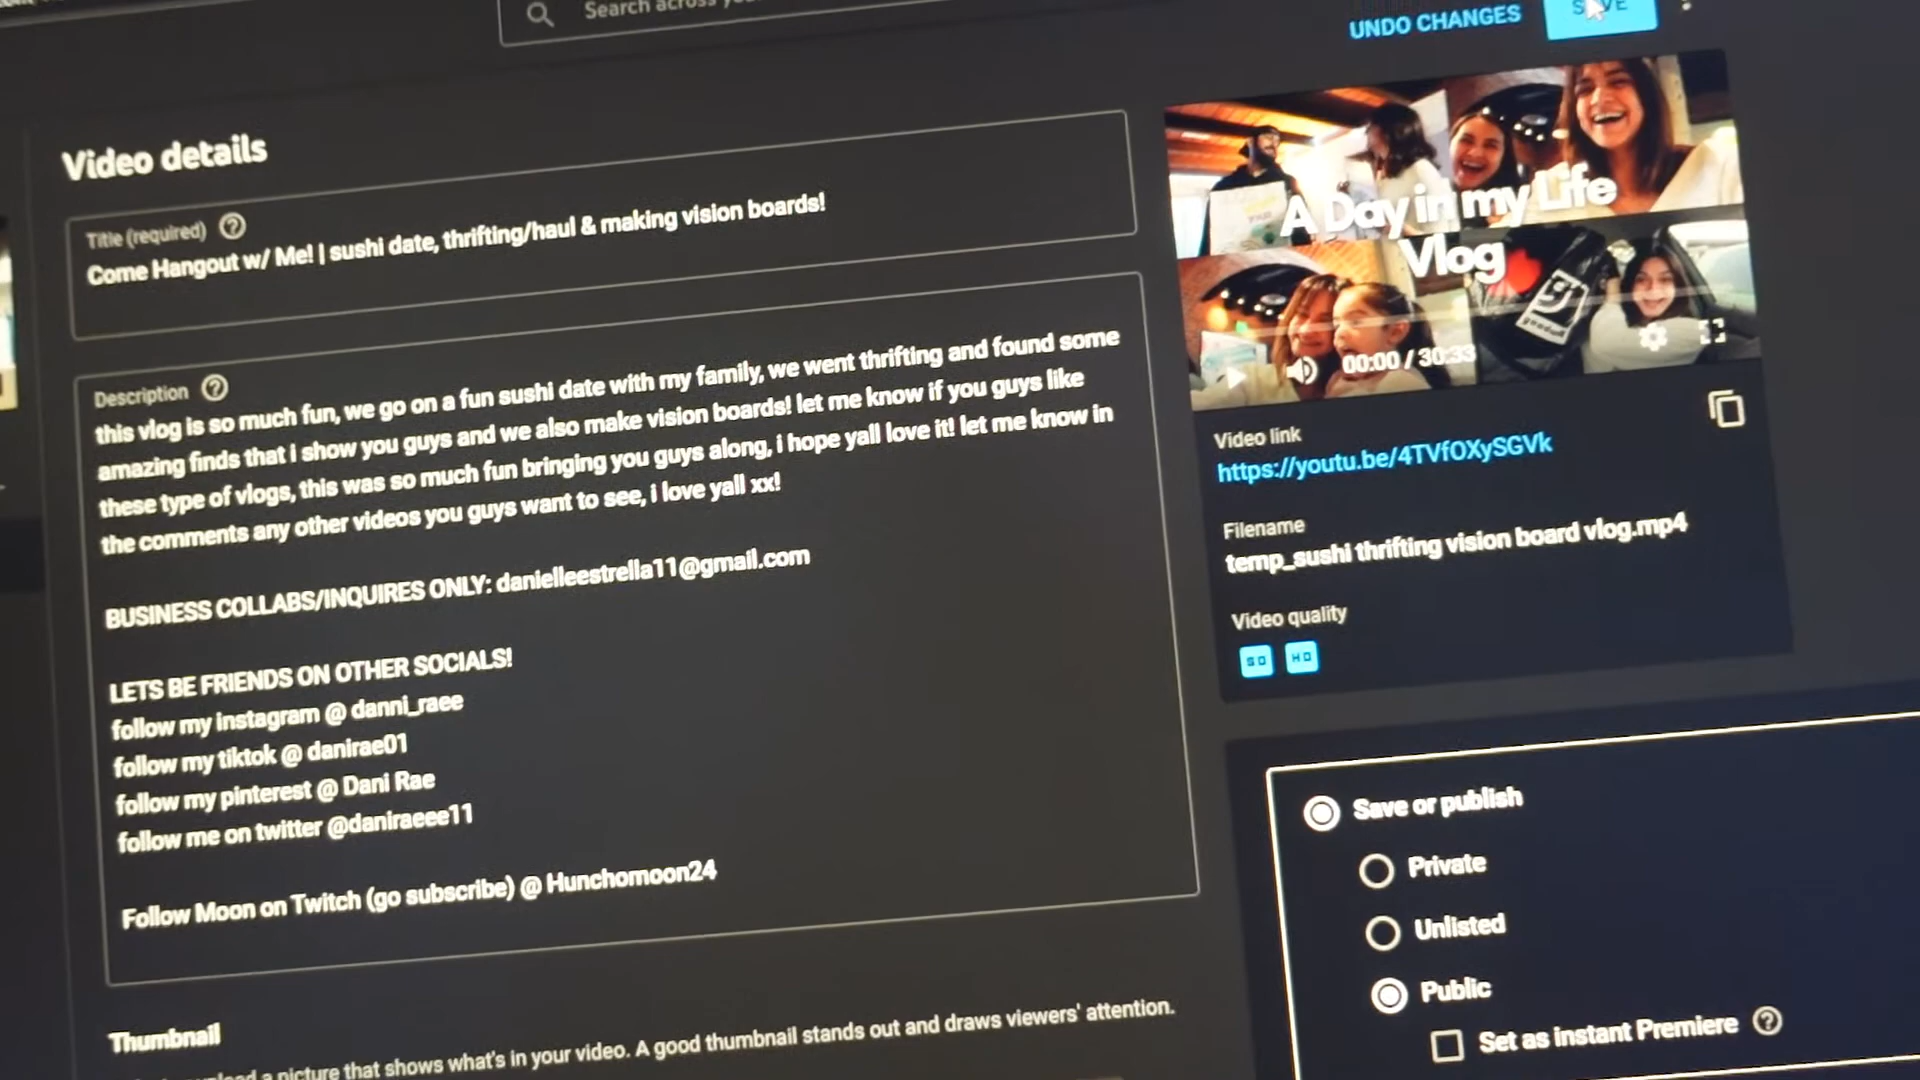 Search across
UNDO CHANGES
SAVE
Video details
Title (required)
Come Hangout w/ Me! | sushi date, thrifting/haul & making vision boards!
Description
this vlog is so much fun, we go on a fun sushi date with my family, we went thrifting and found some
amazing finds that i show you guys and we also make vision boards! let me know if you guys like
these type of vlogs, this was so much fun bringing you guys along, i hope yall love it! let me know in
the comments any other videos you guys want to see, i love yall xx!
BUSINESS COLLABS/INQUIRES ONLY: danielleestrella11@gmail.com
LETS BE FRIENDS ON OTHER SOCIALS!
follow my instagram @ danni_raee
follow my tiktok @ danirae01
follow my pinterest @ Dani Rae
follow me on twitter @daniraeee11
Follow Moon on Twitch (go subscribe) @ Hunchomoon24
Thumbnail
a picture that shows what's in your video. A good thumbnail stands out and draws viewers' attention.
A Day in my Life
Vlog
goodwill
00:00 / 30:33
Video link
https://youtu.be/4TVfOXySGVk
Filename
temp_sushi thrifting vision board vlog.mp4
Video quality
SD HD
Save or publish
Private
Unlisted
Public
Set as instant Premiere